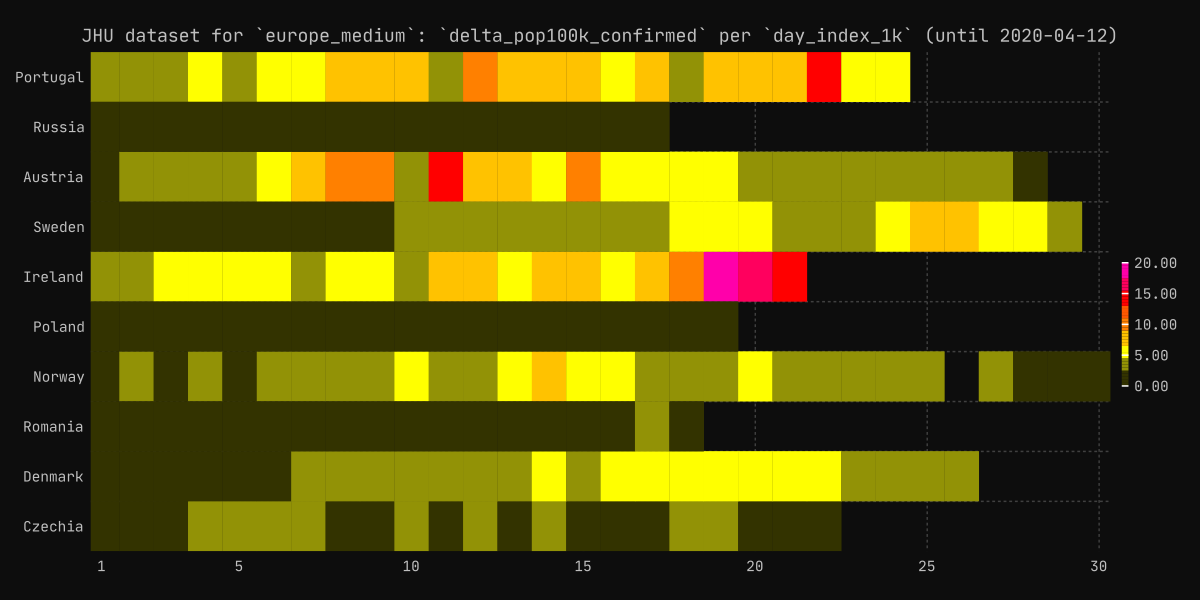 JHU dataset for `europe_medium`: `delta_pop100k_confirmed` per `day_index_1k` (until 2020-04-12)
Portugal
Russia
Austria
Sweden
Ireland
Poland
Norway
Romania
Denmark
Czechia
20.00
15.00
10.00
5.00
0.00
1 5 10 15 20 25 30